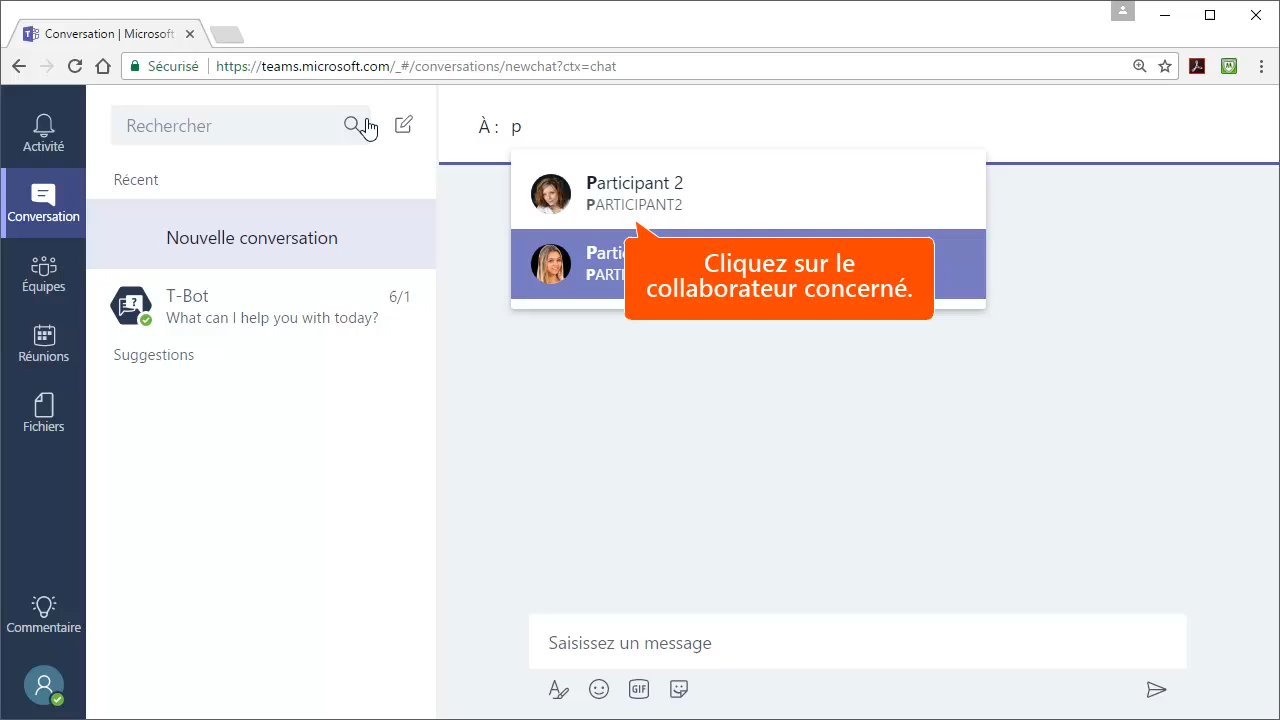 Conversation | Microsoft
Sécurisé
https://teams.microsoft.com/_#/conversations/newchat?ctx=chat
Activité
Conversation
Équipes
Réunions
Fichiers
Commentaire
Rechercher
Récent
Nouvelle conversation
T-Bot 6/1
What can I help you with today?
Suggestions
À : p
Participant 2
PARTICIPANT2
Cliquez sur le
collaborateur concerné.
Saisissez un message
GIF